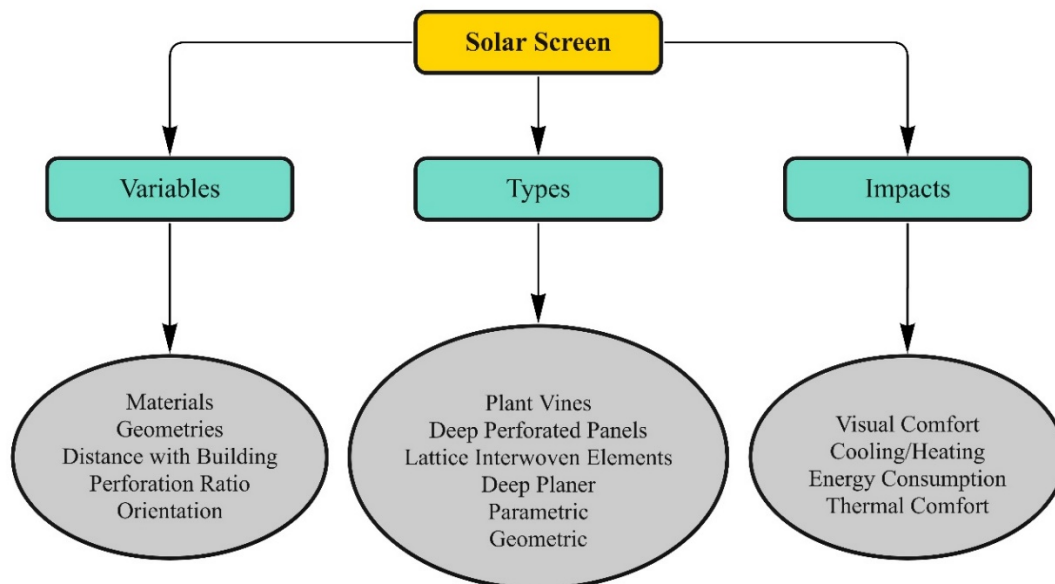 Solar Screen
Variables
Types
Impacts
Materials
Geometries
Distance with Building
Perforation Ratio
Orientation
Plant Vines
Deep Perforated Panels
Lattice Interwoven Elements
Deep Planer
Parametric
Geometric
Visual Comfort
Cooling/Heating
Energy Consumption
Thermal Comfort